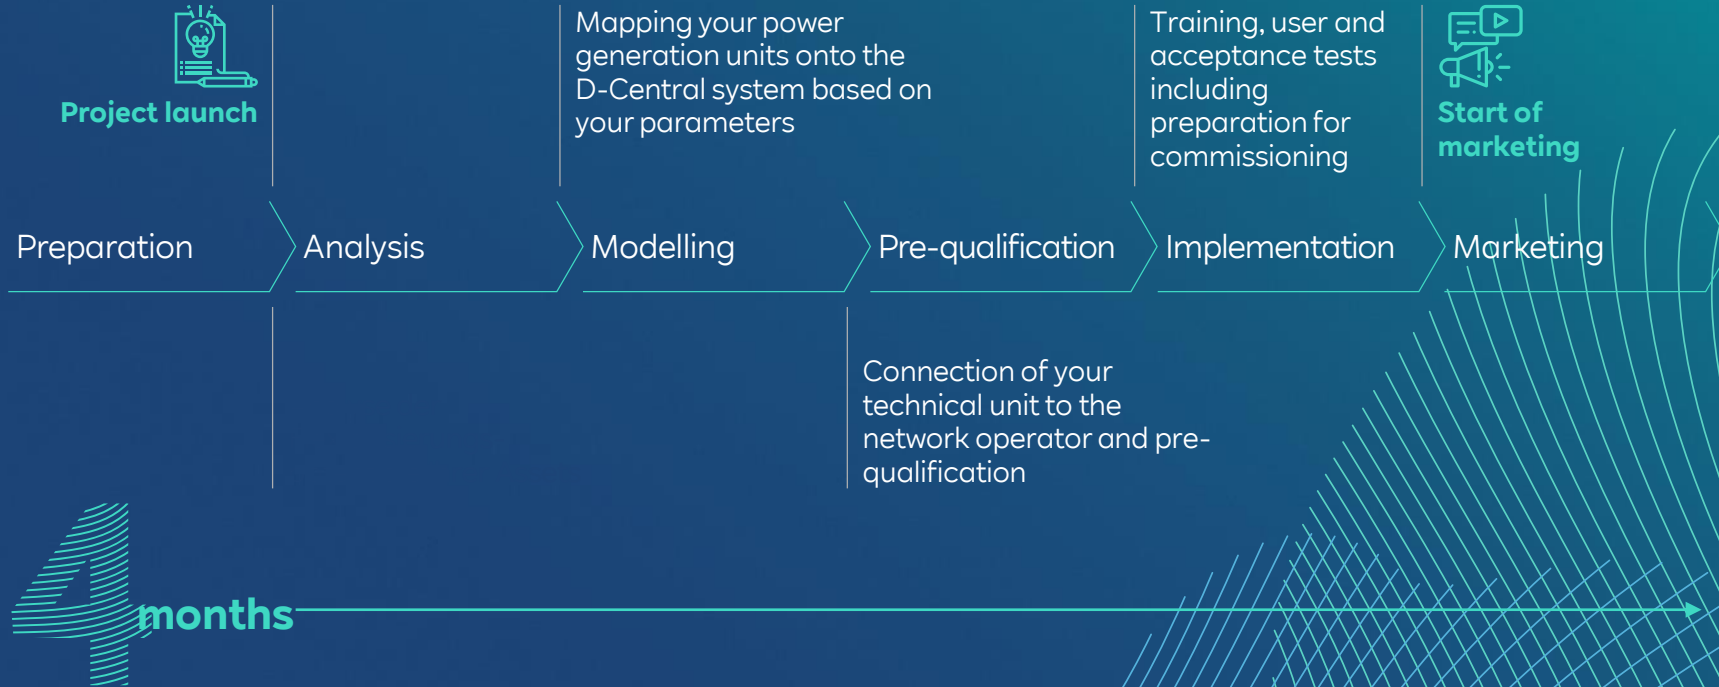 Project launch
Mapping your power
generation units onto the
D-Central system based on
your parameters
Training, user and
acceptance tests
including
preparation for
commissioning
Start of
marketing
Preparation
Analysis
Modelling
Pre-qualification
Implementation
Marketing
Connection of your
technical unit to the
network operator and pre-
qualification
4 months